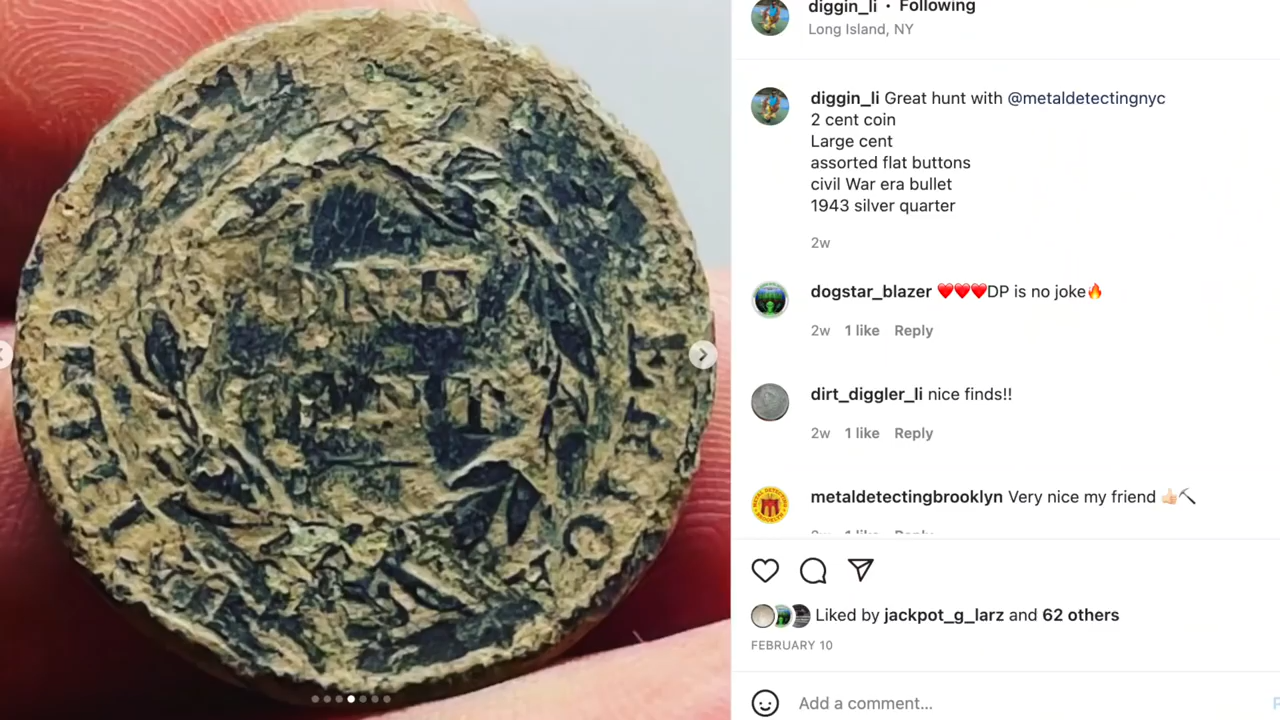 diggin_li • Following
Long Island, NY
diggin_li Great hunt with @metaldetectingnyc
2 cent coin
Large cent
assorted flat buttons
civil War era bullet
1943 silver quarter
2w
dogstar_blazer ❤️❤️❤️DP is no joke🔥
2w 1 like Reply
dirt_diggler_li nice finds!!
2w 1 like Reply
metaldetectingbrooklyn Very nice my friend 👍🏻⛏️
Liked by jackpot_g_larz and 62 others
FEBRUARY 10
Add a comment...